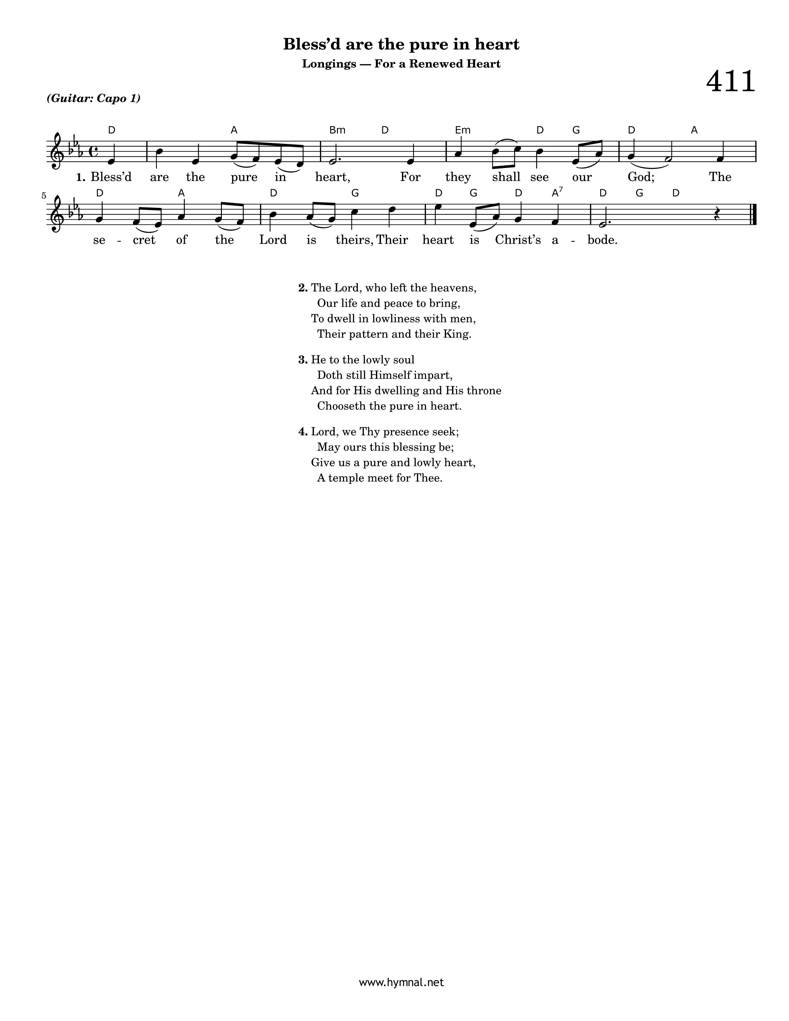 Bless’d are the pure in heart
Longings — For a Renewed Heart
411
(Guitar: Capo 1)
D A Bm D Em D G D A
1. Bless’d are the pure in heart, For they shall see our God; The
5 D A D G D G D A7 D G D
se - cret of the Lord is theirs, Their heart is Christ’s a - bode.
2. The Lord, who left the heavens,
Our life and peace to bring,
To dwell in lowliness with men,
Their pattern and their King.
3. He to the lowly soul
Doth still Himself impart,
And for His dwelling and His throne
Chooseth the pure in heart.
4. Lord, we Thy presence seek;
May ours this blessing be;
Give us a pure and lowly heart,
A temple meet for Thee.
www.hymnal.net